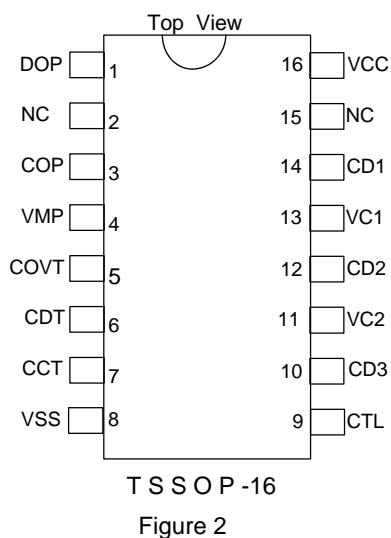 Top View
DOP 1 16 VCC
NC 2 15 NC
COP 3 14 CD1
VMP 4 13 VC1
COVT 5 12 CD2
CDT 6 11 VC2
CCT 7 10 CD3
VSS 8 9 CTL
T S S O P -16
Figure 2